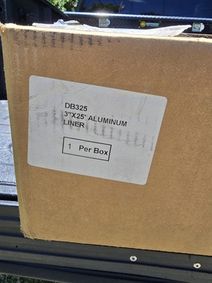 DB325
3"X25' ALUMINUM
LINER
1 Per Box